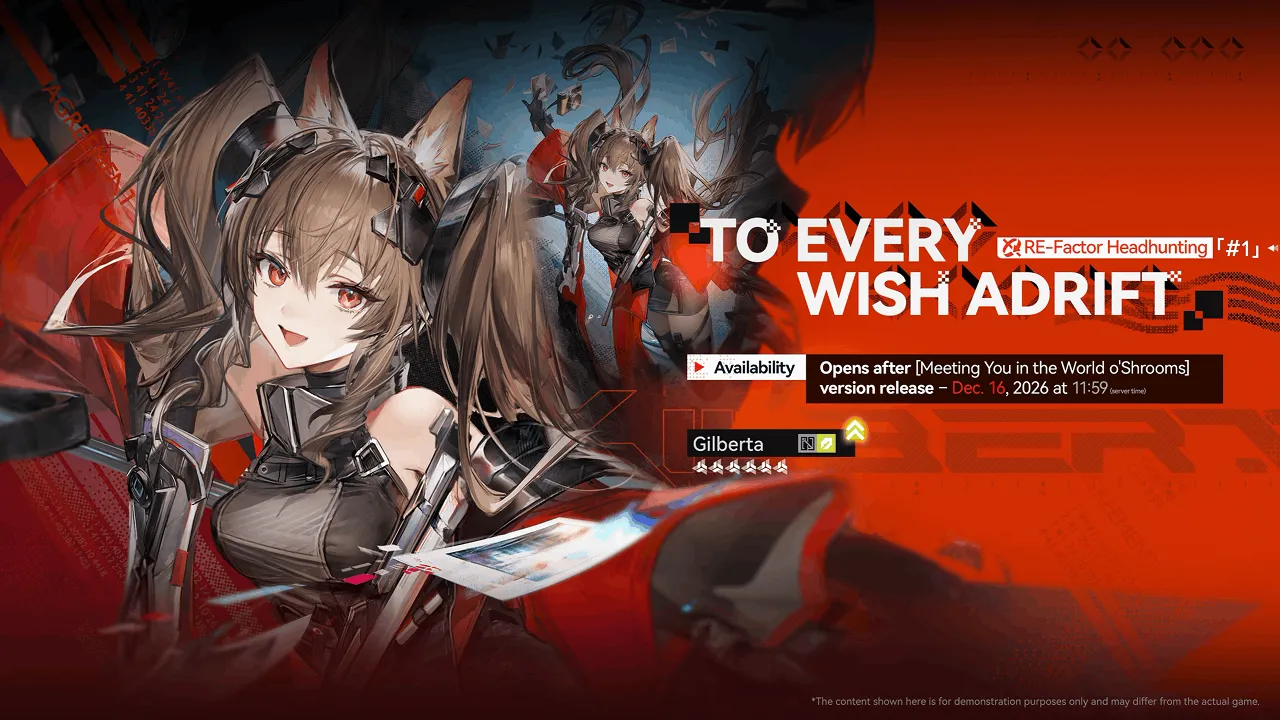 TO EVERY
RE-Factor Headhunting「#1」
WISH ADRIFT
Availability
Opens after [Meeting You in the World o'Shrooms]
version release – Dec. 16, 2026 at 11:59 (server time)
Gilberta
*The content shown here is for demonstration purposes only and may differ from the actual game.